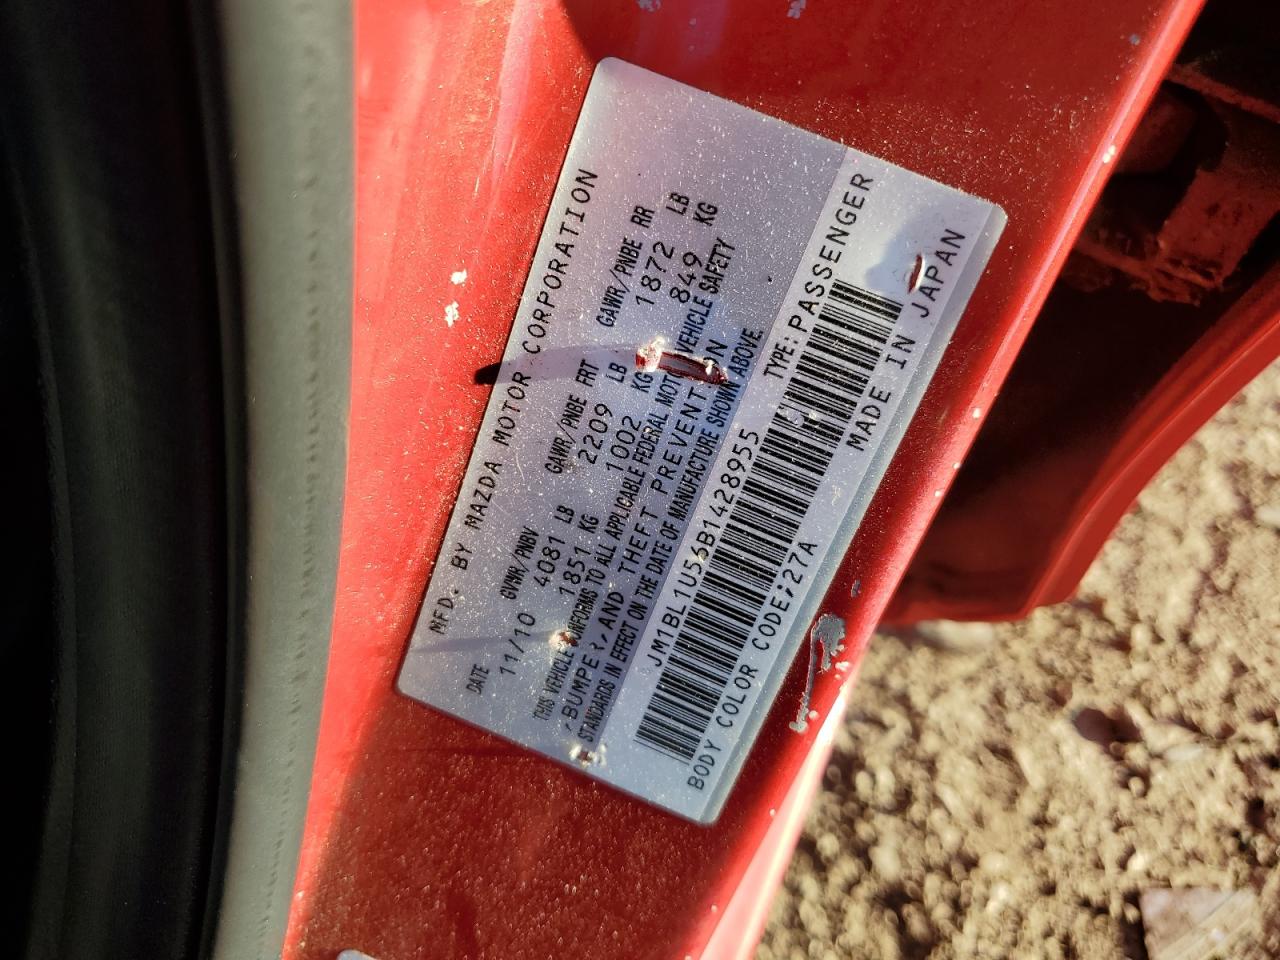 MFD. BY MAZDA MOTOR CORPORATION
DATE GVWR/PNBV GAWR/PNBE FRT GAWR/PNBE RR
11/10 4081 LB 2209 LB 1872 LB
1851 KG 1002 KG 849 KG
THIS VEHICLE CONFORMS TO ALL APPLICABLE FEDERAL MOTOR VEHICLE SAFETY
, BUMPER, AND THEFT PREVENTION
STANDARDS IN EFFECT ON THE DATE OF MANUFACTURE SHOWN ABOVE.
JM1BL1U56B1428955 TYPE: PASSENGER
BODY COLOR CODE;27A MADE IN JAPAN